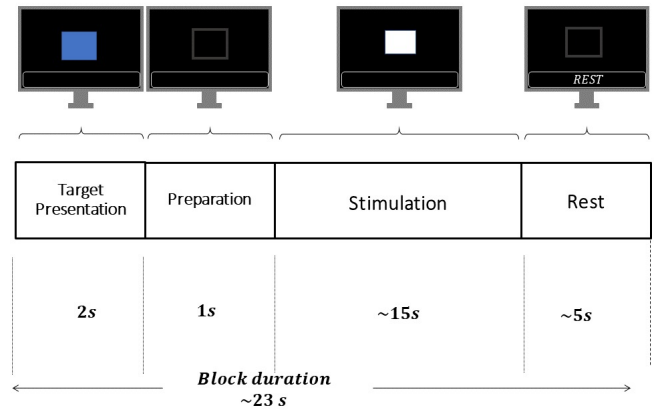 REST
Target
Presentation
Preparation
Stimulation
Rest
2s
1s
~15s
~5s
Block duration
~23 s